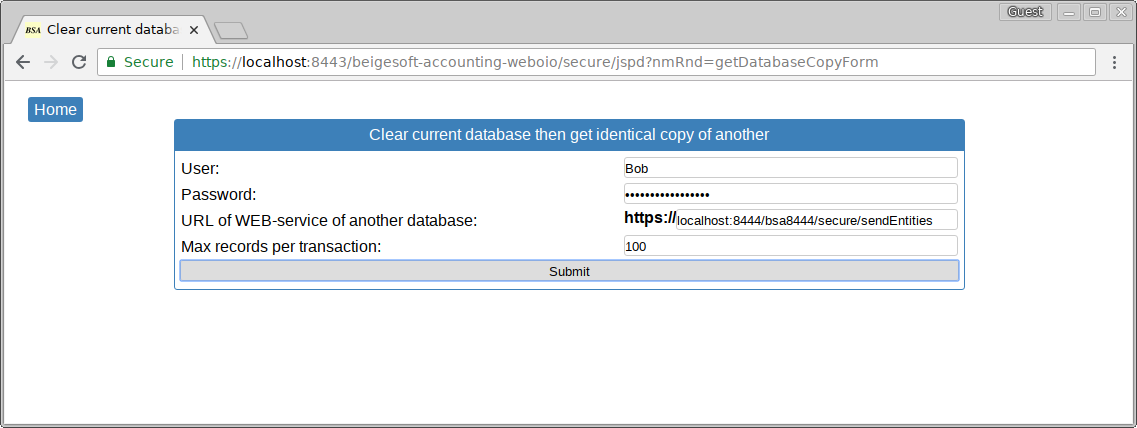 Guest
BSA Clear current databa
Secure https://localhost:8443/beigesoft-accounting-weboio/secure/jspd?nmRnd=getDatabaseCopyForm
Home
Clear current database then get identical copy of another
User: Bob
Password: •••••••••••••••••
URL of WEB-service of another database: https://localhost:8444/bsa8444/secure/sendEntities
Max records per transaction: 100
Submit